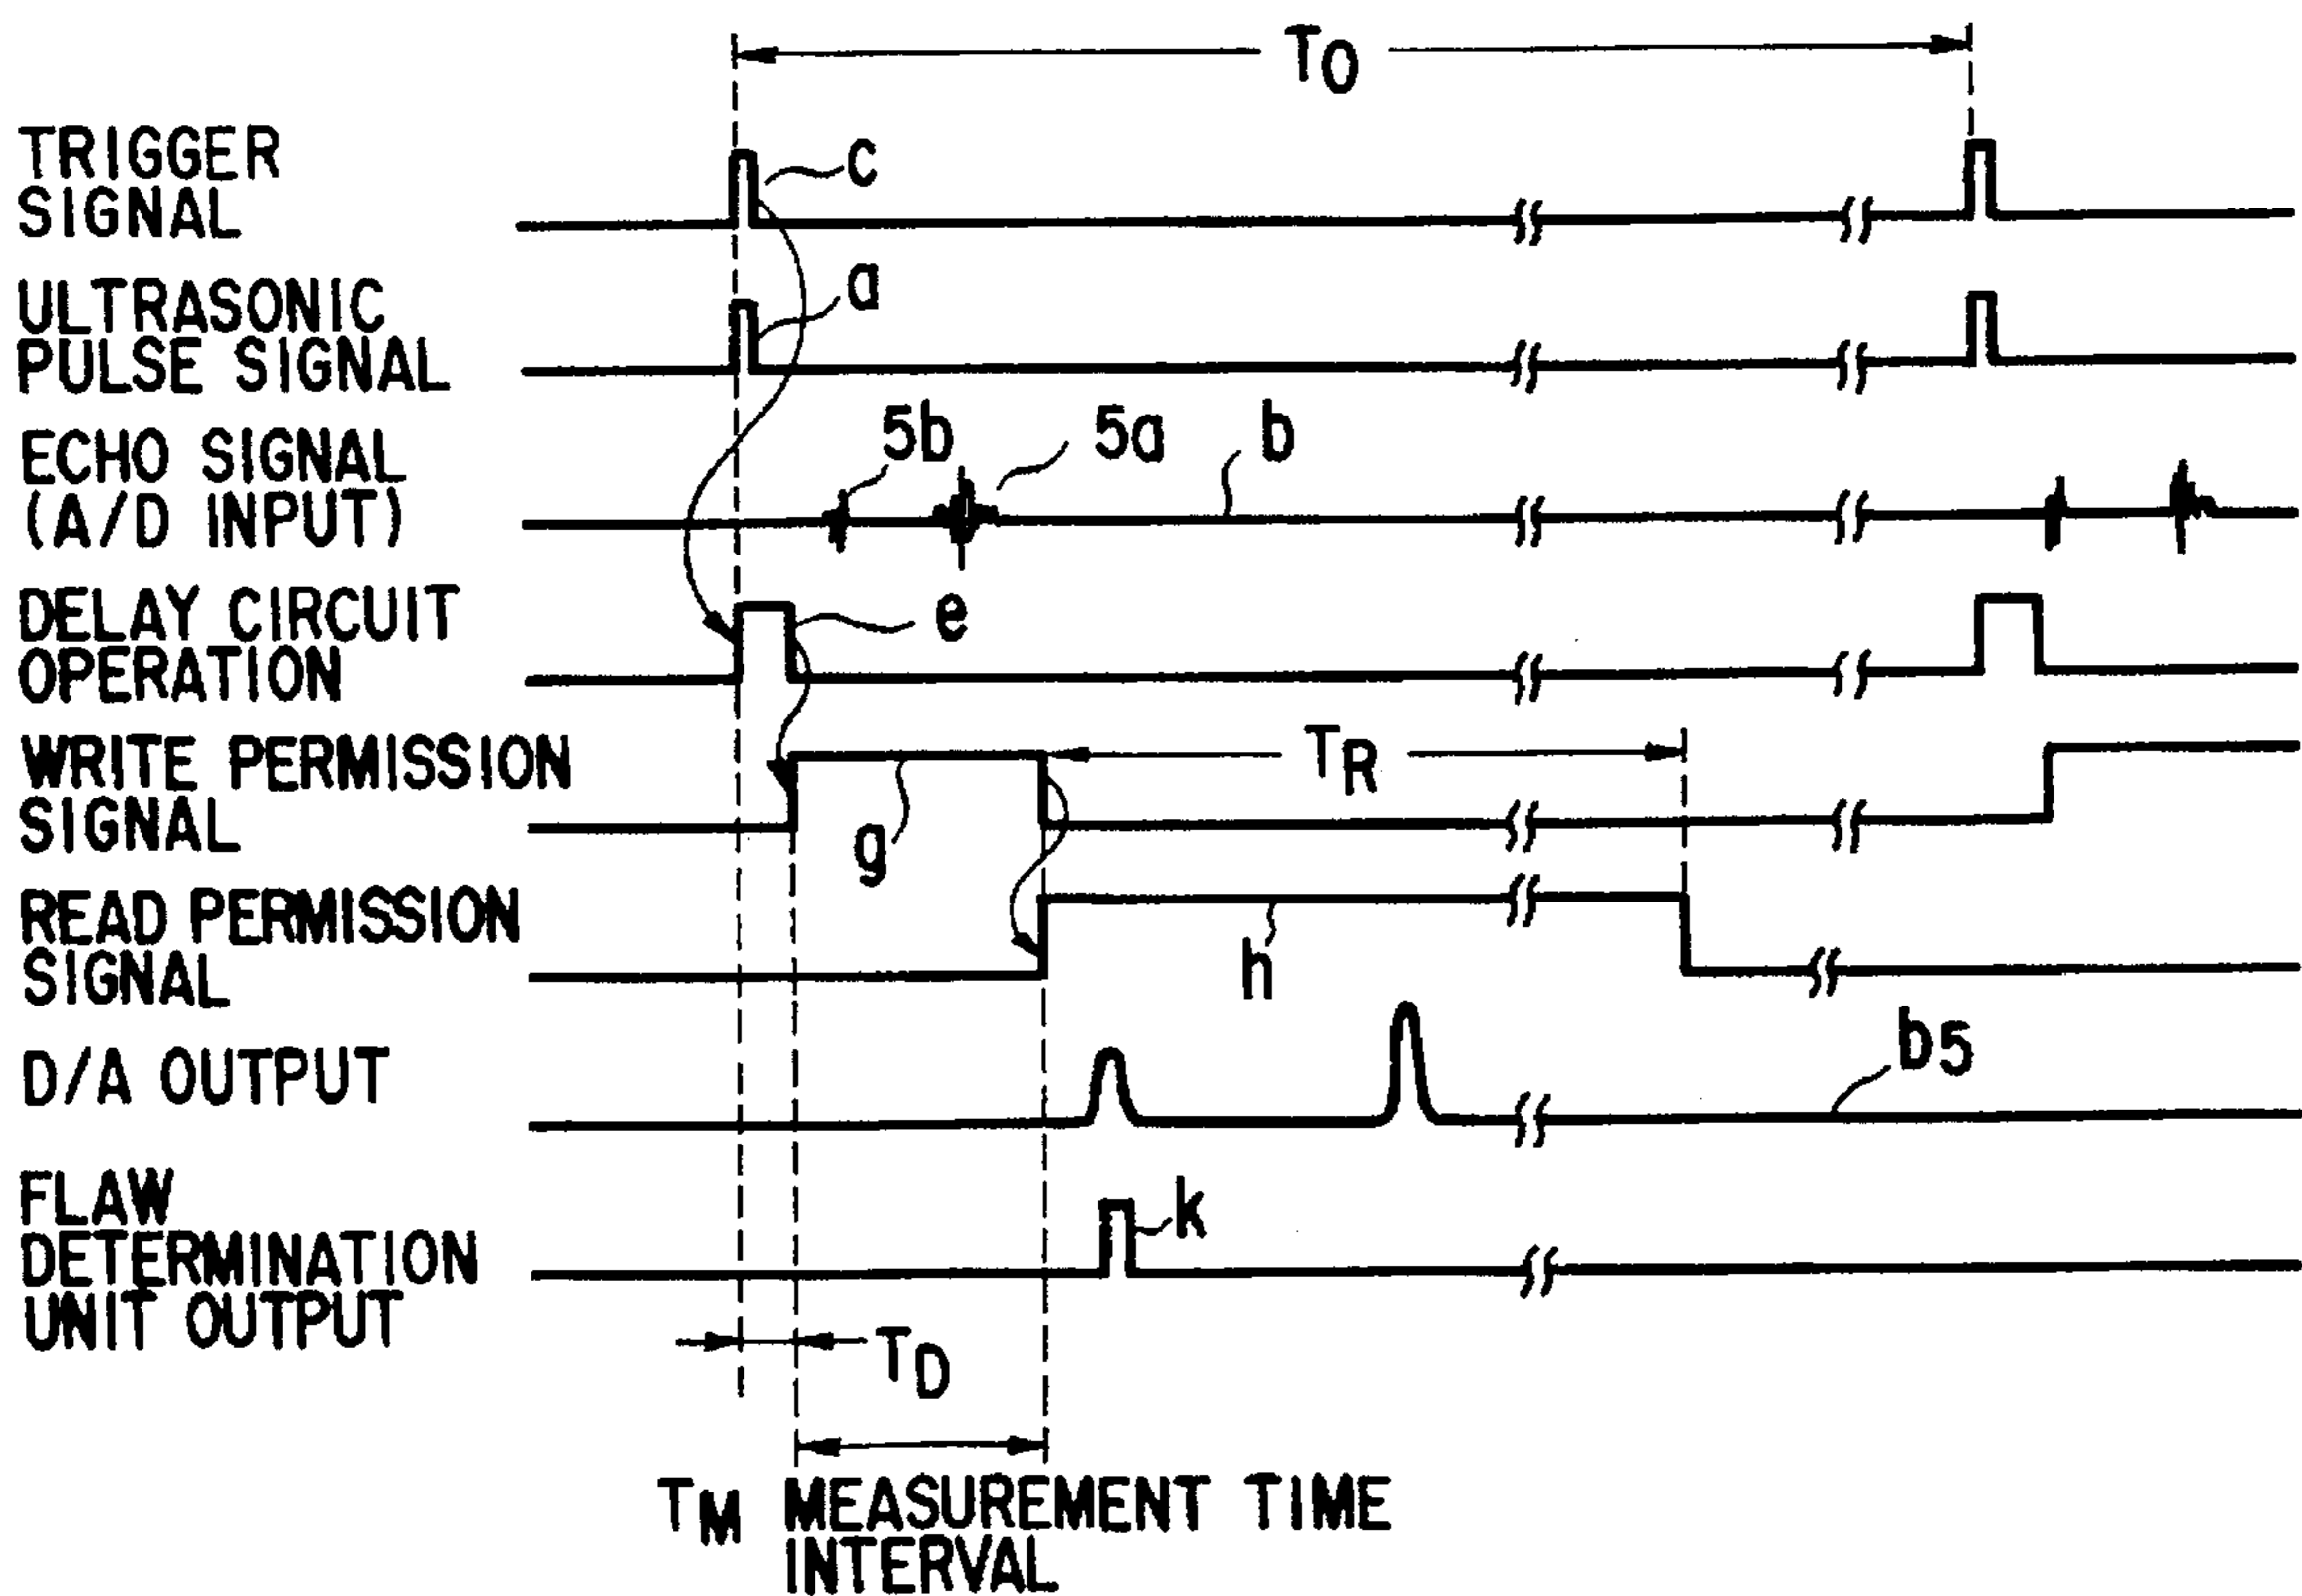 TO
TRIGGER
SIGNAL
c
ULTRASONIC
PULSE SIGNAL
a
ECHO SIGNAL
(A/D INPUT)
5b
5a
b
DELAY CIRCUIT
OPERATION
e
WRITE PERMISSION
SIGNAL
TR
g
READ PERMISSION
SIGNAL
h
D/A OUTPUT
b5
FLAW
DETERMINATION
UNIT OUTPUT
k
TD
TM MEASUREMENT TIME
INTERVAL